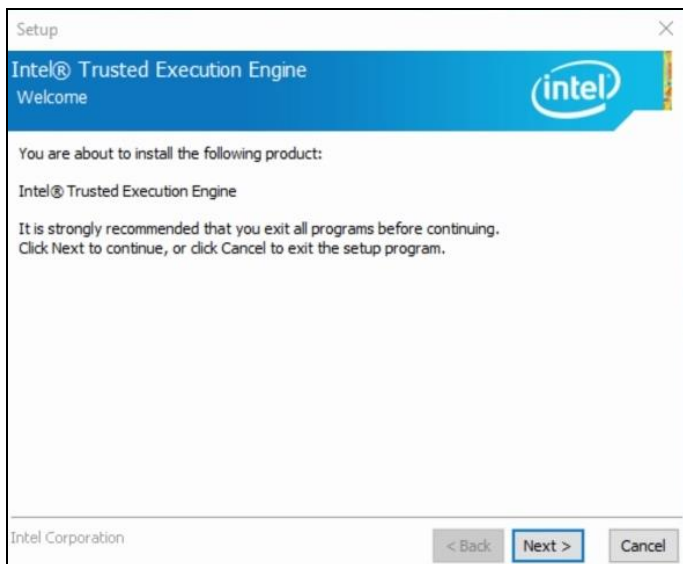 Setup
Intel® Trusted Execution Engine
Welcome
intel
You are about to install the following product:
Intel® Trusted Execution Engine
It is strongly recommended that you exit all programs before continuing.
Click Next to continue, or click Cancel to exit the setup program.
Intel Corporation
< Back Next > Cancel